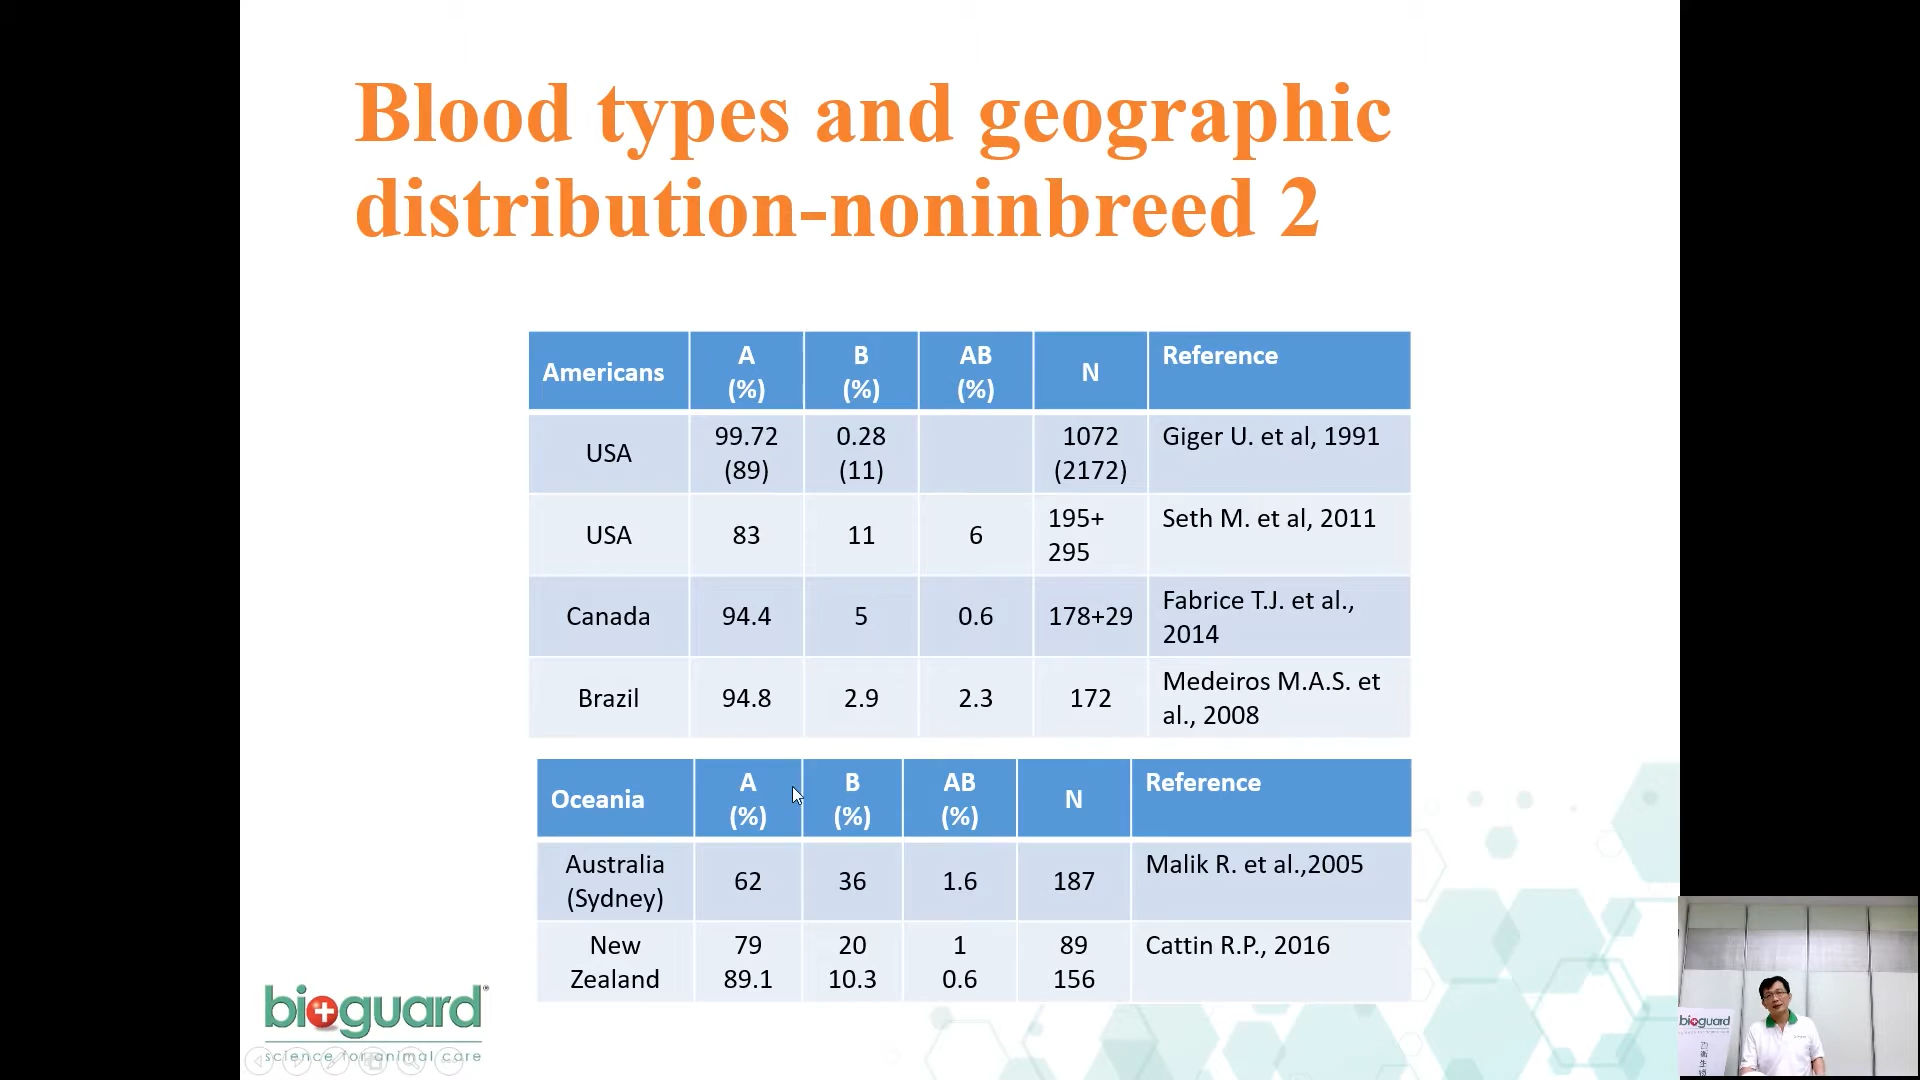 Blood types and geographic
distribution-noninbreed 2
Americans A (%) B (%) AB (%) N Reference
USA 99.72 (89) 0.28 (11) 1072 (2172) Giger U. et al, 1991
USA 83 11 6 195+ 295 Seth M. et al, 2011
Canada 94.4 5 0.6 178+29 Fabrice T.J. et al., 2014
Brazil 94.8 2.9 2.3 172 Medeiros M.A.S. et al., 2008
Oceania A (%) B (%) AB (%) N Reference
Australia (Sydney) 62 36 1.6 187 Malik R. et al.,2005
New Zealand 79 89.1 20 10.3 1 0.6 89 156 Cattin R.P., 2016
bioguard
science for animal care
bioguard